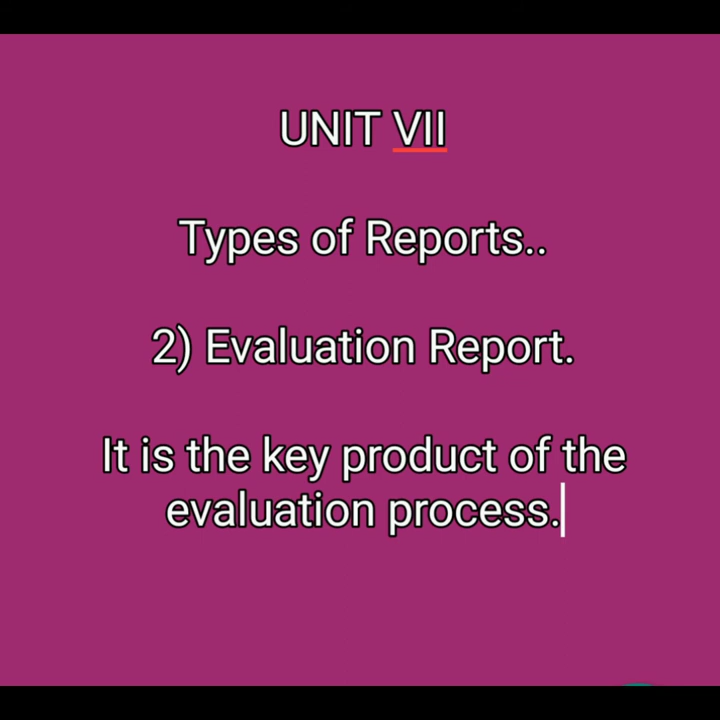 UNIT VII
Types of Reports..
2) Evaluation Report.
It is the key product of the
evaluation process.